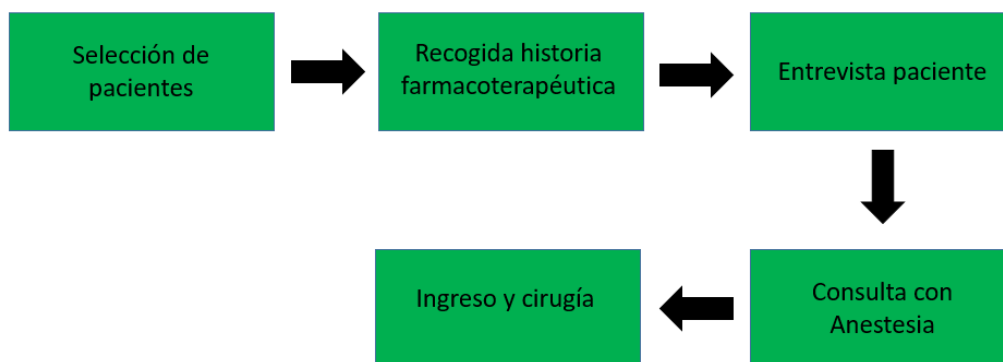 Selección de
pacientes
Recogida historia
farmacoterapéutica
Entrevista paciente
Consulta con
Anestesia
Ingreso y cirugía